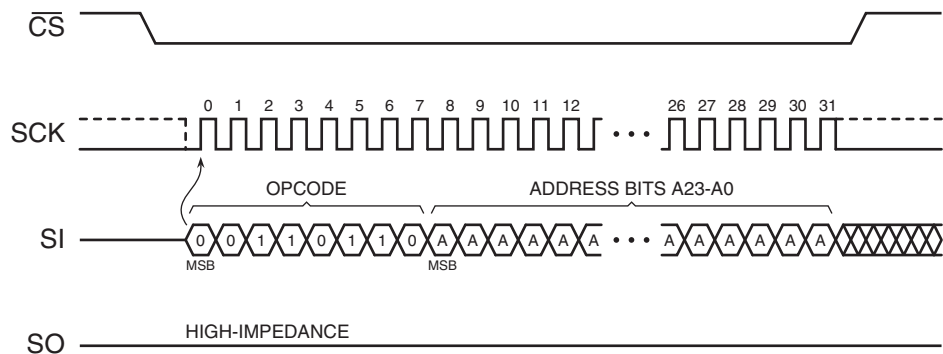 CS
0 1 2 3 4 5 6 7 8 9 10 11 12 26 27 28 29 30 31
SCK • • •
OPCODE ADDRESS BITS A23-A0
SI 0 0 1 1 0 1 1 0 A A A A A A • • • A A A A A A
MSB MSB
HIGH-IMPEDANCE
SO